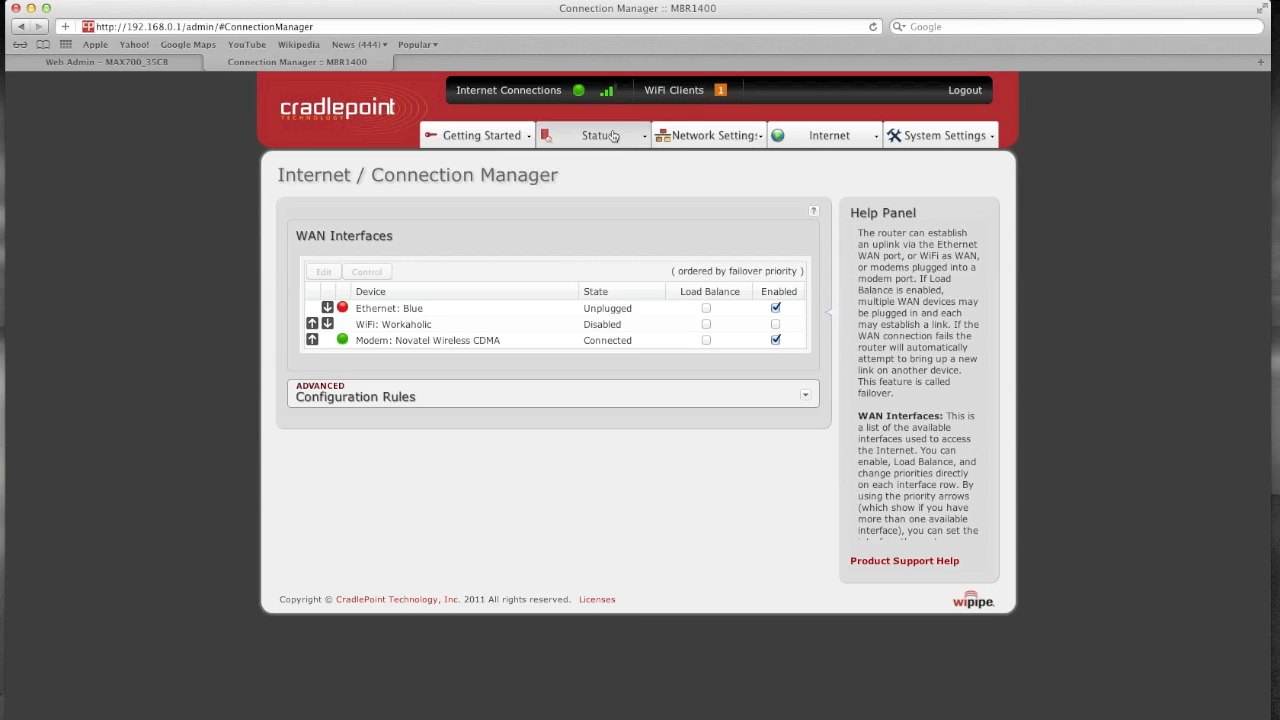 Connection Manager :: MBR1400
http://192.168.0.1/admin/#ConnectionManager
Google
Apple Yahoo! Google Maps YouTube Wikipedia News (444) Popular
Web Admin – MAX700_35CB Connection Manager :: MBR1400
Internet Connections WiFi Clients 1 Logout
cradlepoint
TECHNOLOGY
Getting Started Status Network Settings Internet System Settings
Internet / Connection Manager
?
WAN Interfaces
Edit Control ( ordered by failover priority )
Device State Load Balance Enabled
Ethernet: Blue Unplugged
WiFi: Workaholic Disabled
Modem: Novatel Wireless CDMA Connected
ADVANCED
Configuration Rules
Help Panel
The router can establish
an uplink via the Ethernet
WAN port, or WiFi as WAN,
or modems plugged into a
modem port. If Load
Balance is enabled,
multiple WAN devices may
be plugged in and each
may establish a link. If the
WAN connection fails the
router will automatically
attempt to bring up a new
link on another device.
This feature is called
failover.
WAN Interfaces: This is
a list of the available
interfaces used to access
the Internet. You can
enable, Load Balance, and
change priorities directly
on each interface row. By
using the priority arrows
(which show if you have
more than one available
interface), you can set the
Product Support Help
Copyright © CradlePoint Technology, Inc. 2011 All rights reserved. Licenses
wipipe